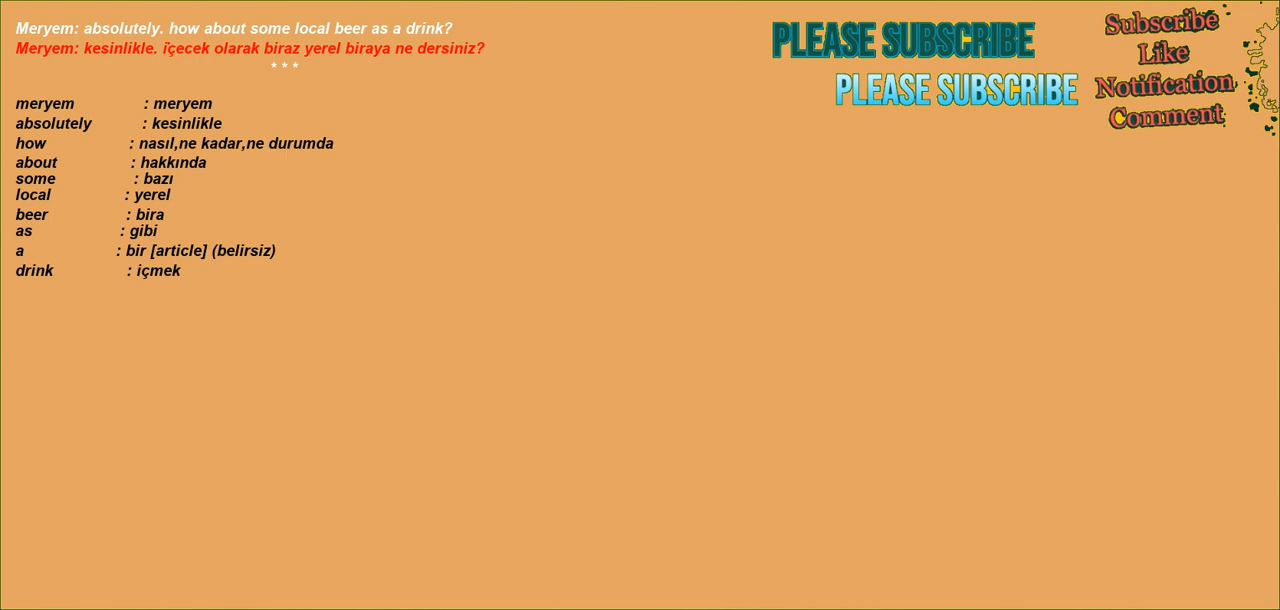 Meryem: absolutely. how about some local beer as a drink?
Meryem: kesinlikle. içecek olarak biraz yerel biraya ne dersiniz?
* * *
meryem : meryem
absolutely : kesinlikle
how : nasıl,ne kadar,ne durumda
about : hakkında
some : bazı
local : yerel
beer : bira
as : gibi
a : bir [article] (belirsiz)
drink : içmek
PLEASE SUBSCRIBE
PLEASE SUBSCRIBE
Subscribe
Like
Notification
Comment